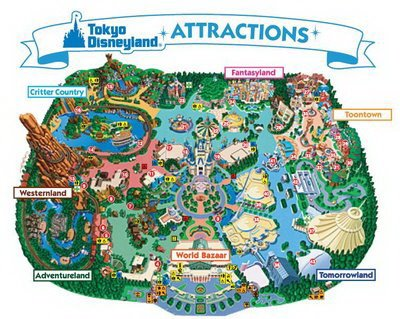 Tokyo
Disneyland
ATTRACTIONS
Fantasyland
Critter Country
Toontown
Westernland
World Bazaar
Adventureland
Tomorrowland